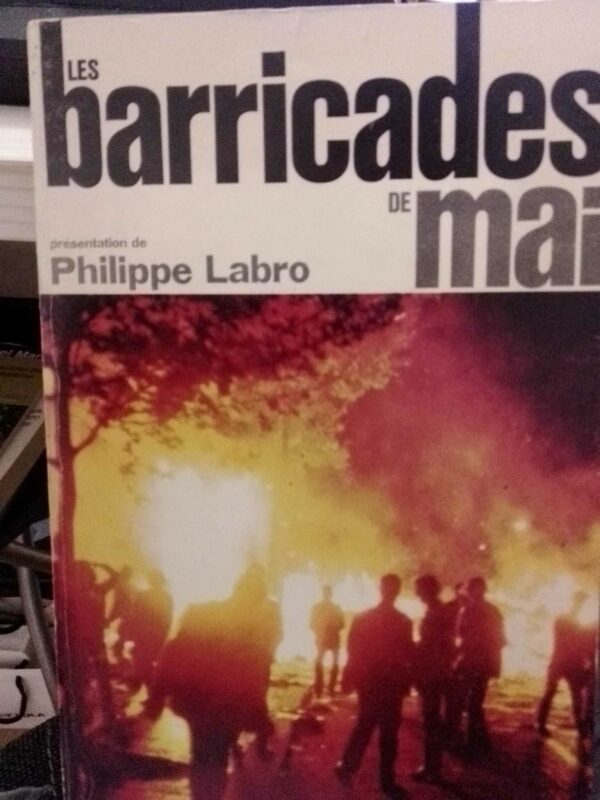 LES
barricades
DE mai
présentation de
Philippe Labro